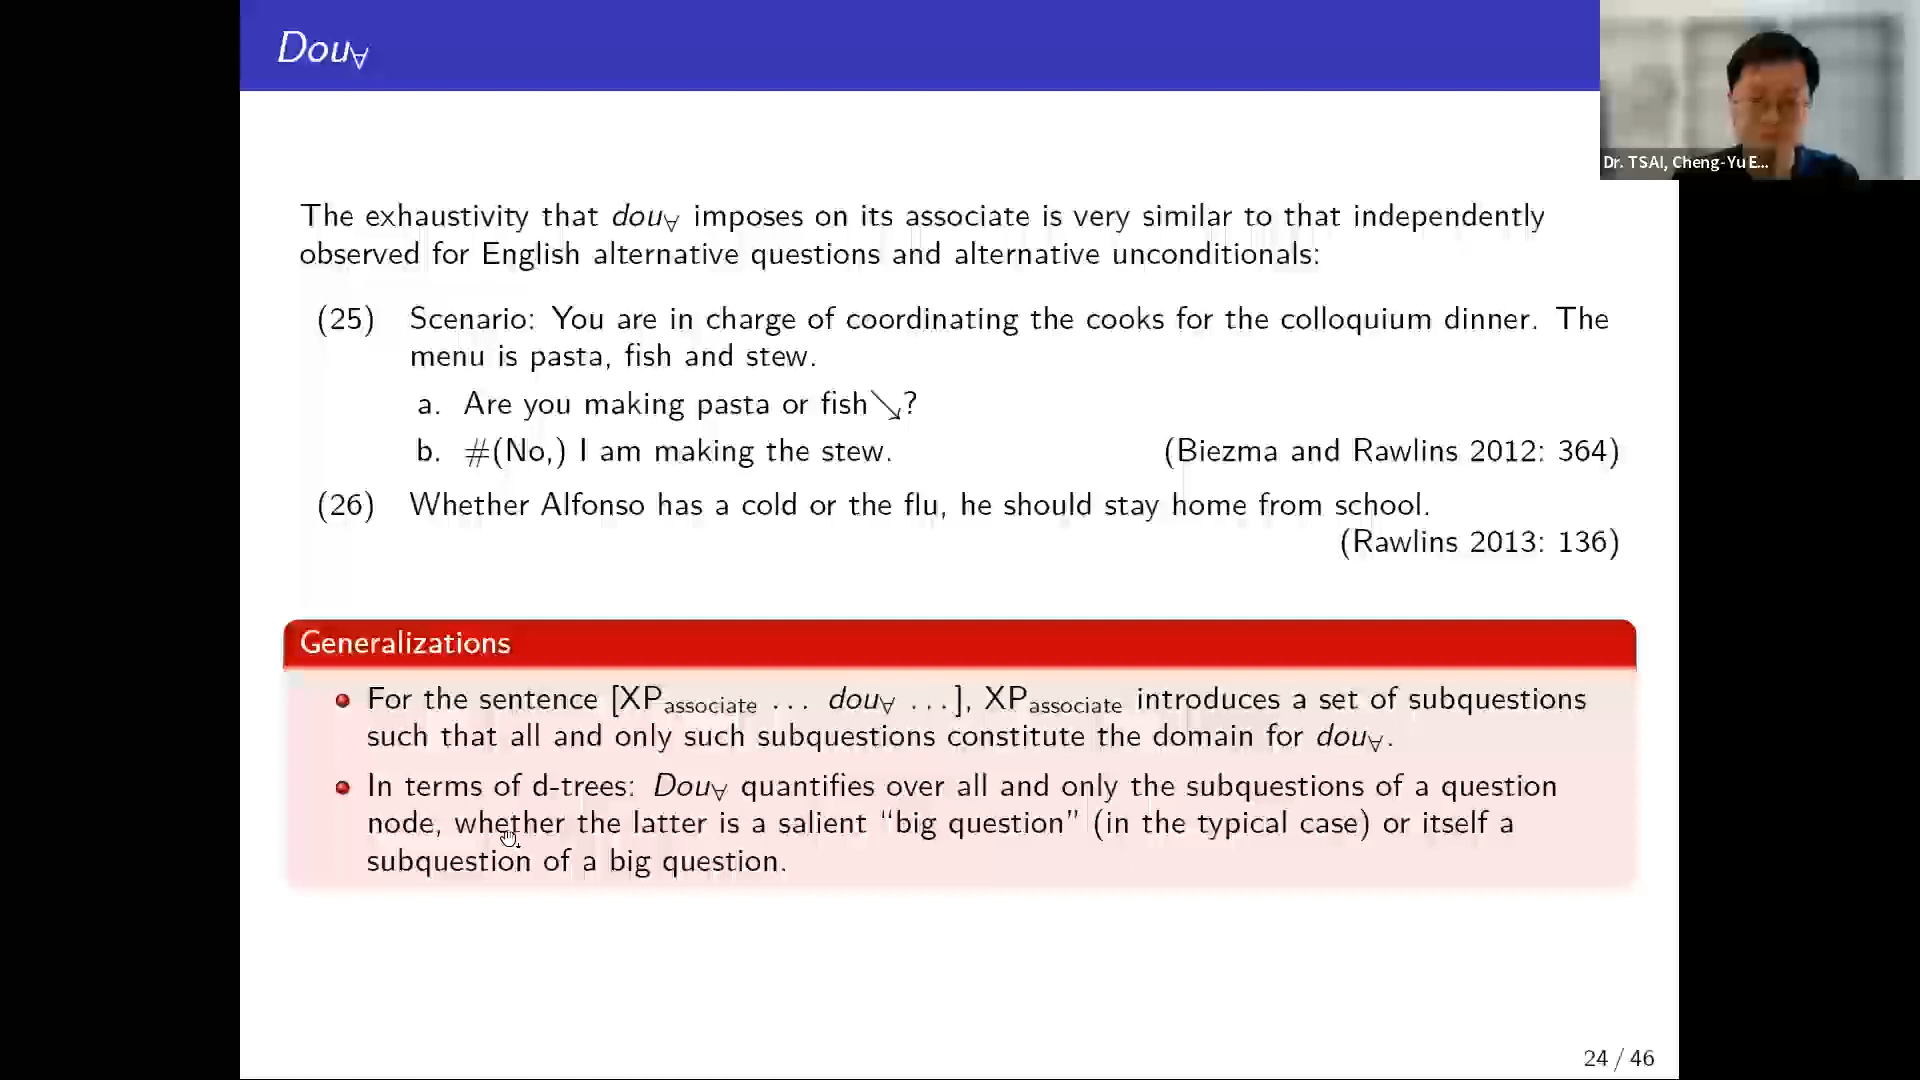 Dou∀
Dr. TSAI, Cheng-Yu E...
The exhaustivity that dou∀ imposes on its associate is very similar to that independently
observed for English alternative questions and alternative unconditionals:
(25) Scenario: You are in charge of coordinating the cooks for the colloquium dinner. The
menu is pasta, fish and stew.
a. Are you making pasta or fish↘?
b. #(No,) I am making the stew. (Biezma and Rawlins 2012: 364)
(26) Whether Alfonso has a cold or the flu, he should stay home from school.
(Rawlins 2013: 136)
Generalizations
• For the sentence [XPassociate ... dou∀ ...], XPassociate introduces a set of subquestions
such that all and only such subquestions constitute the domain for dou∀.
• In terms of d-trees: Dou∀ quantifies over all and only the subquestions of a question
node, whether the latter is a salient “big question” (in the typical case) or itself a
subquestion of a big question.
24 / 46